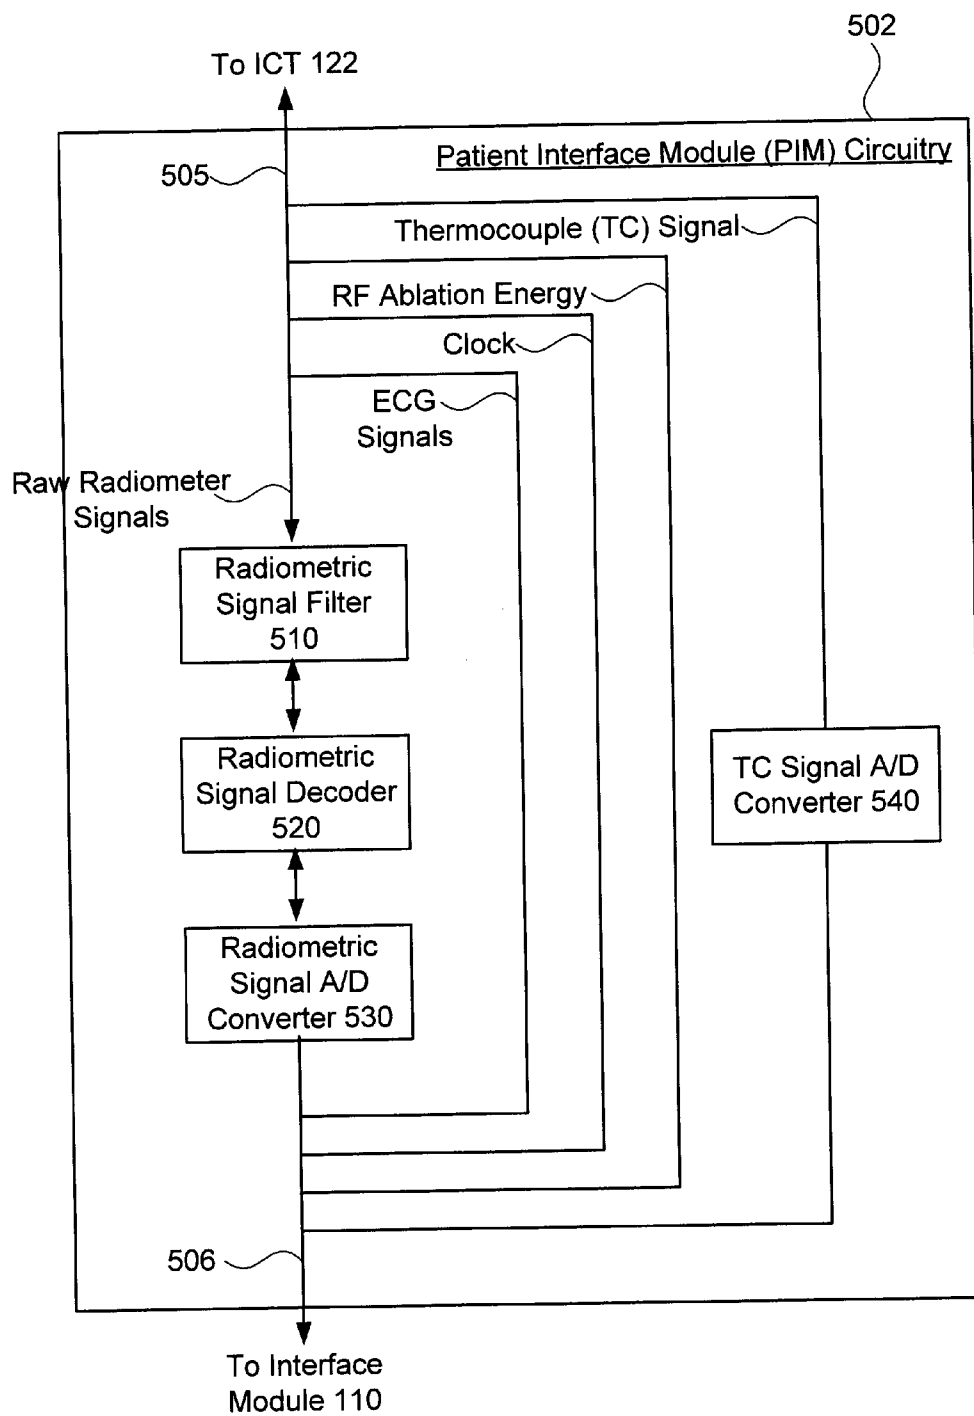 502
To ICT 122
Patient Interface Module (PIM) Circuitry
505
Thermocouple (TC) Signal
RF Ablation Energy
Clock
ECG
Signals
Raw Radiometer
Signals
Radiometric
Signal Filter
510
Radiometric
Signal Decoder
520
TC Signal A/D
Converter 540
Radiometric
Signal A/D
Converter 530
506
To Interface
Module 110